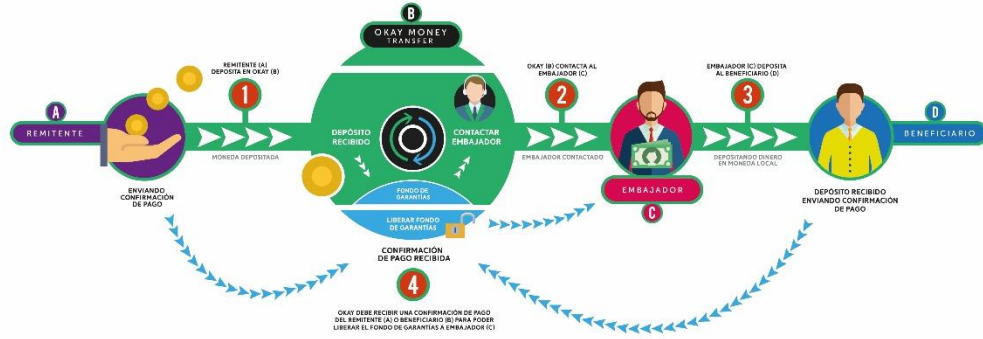 B
OKAY MONEY
TRANSFER
REMITENTE (A)
DEPOSITA EN OKAY (B)
1
OKAY (B) CONTACTA AL
EMBAJADOR (C)
2
EMBAJADOR (C) DEPOSITA
AL BENEFICIARIO (D)
3
A
REMITENTE
D
BENEFICIARIO
DEPÓSITO
RECIBIDO
CONTACTAR
EMBAJADOR
MONEDA DEPOSITADA
EMBAJADOR CONTACTADO
DEPOSITANDO DINERO
EN MONEDA LOCAL
ENVIANDO
CONFIRMACIÓN
DE PAGO
FONDO DE
GARANTÍAS
EMBAJADOR
C
DEPÓSITO RECIBIDO
ENVIANDO CONFIRMACIÓN
DE PAGO
LIBERAR FONDO
DE GARANTÍAS
CONFIRMACIÓN
DE PAGO RECIBIDA
4
OKAY DEBE RECIBIR UNA CONFIRMACIÓN DE PAGO
DEL REMITENTE (A) O BENEFICIARIO (B) PARA PODER
LIBERAR EL FONDO DE GARANTÍAS A EMBAJADOR (C)